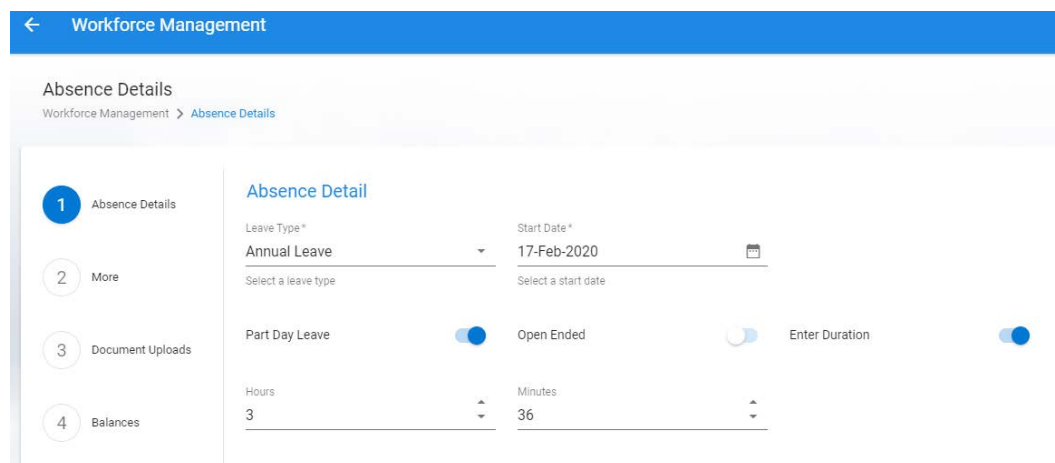 Workforce Management
Absence Details
Workforce Management > Absence Details
1 Absence Details
2 More
3 Document Uploads
4 Balances
Absence Detail
Leave Type *
Annual Leave
Select a leave type
Start Date *
17-Feb-2020
Select a start date
Part Day Leave
Open Ended
Enter Duration
Hours
3
Minutes
36